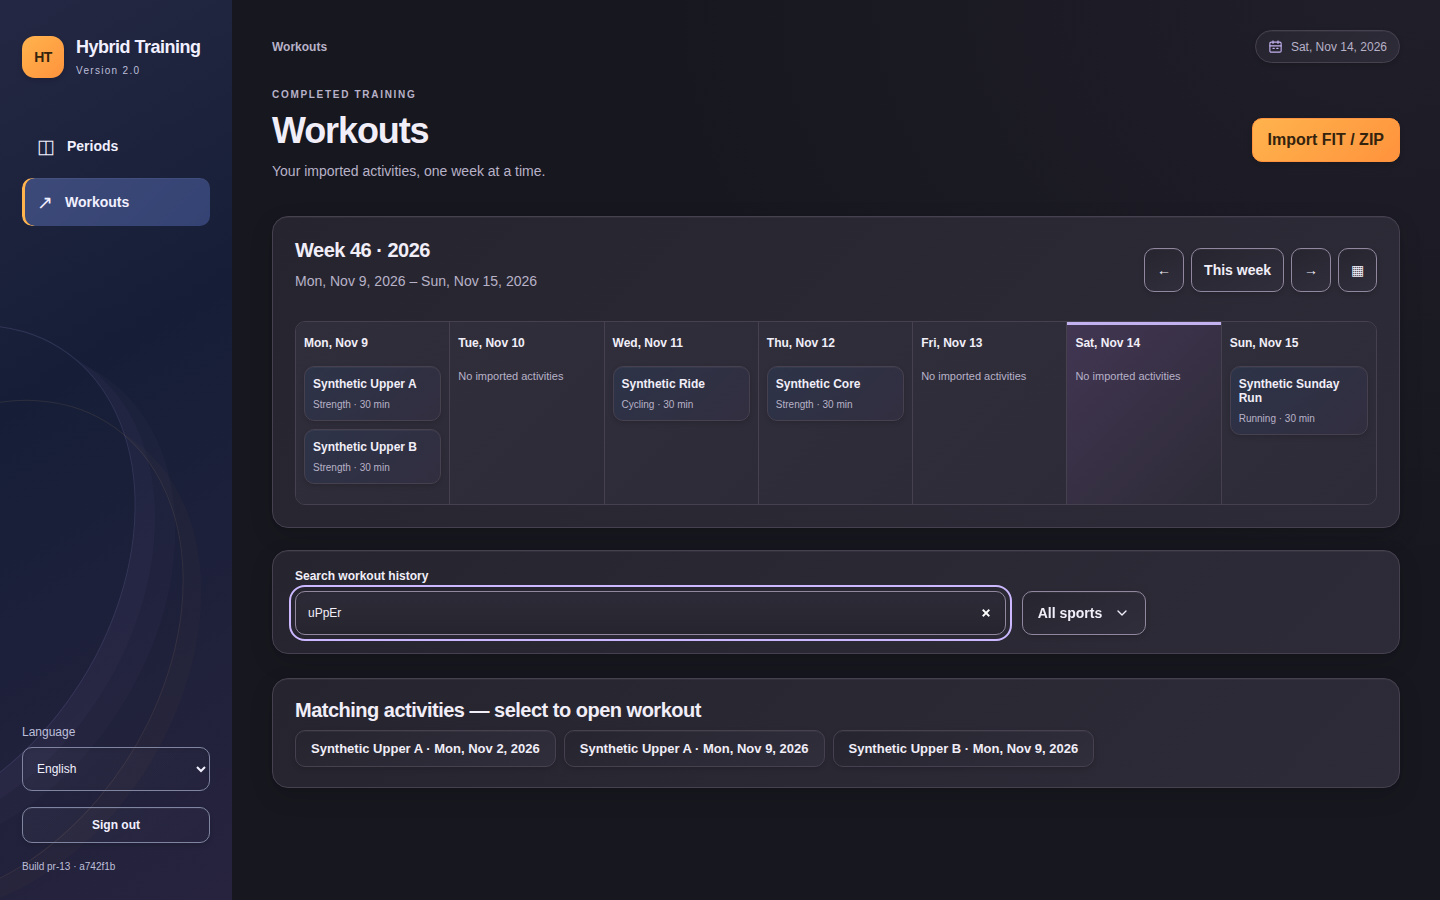 HT
Hybrid Training
Version 2.0
Periods
Workouts
Language
English
Sign out
Build pr-13 · a742f1b
Workouts
Sat, Nov 14, 2026
COMPLETED TRAINING
Workouts
Your imported activities, one week at a time.
Import FIT / ZIP
Week 46 · 2026
Mon, Nov 9, 2026 – Sun, Nov 15, 2026
←
This week
→
Mon, Nov 9
Synthetic Upper A
Strength · 30 min
Synthetic Upper B
Strength · 30 min
Tue, Nov 10
No imported activities
Wed, Nov 11
Synthetic Ride
Cycling · 30 min
Thu, Nov 12
Synthetic Core
Strength · 30 min
Fri, Nov 13
No imported activities
Sat, Nov 14
No imported activities
Sun, Nov 15
Synthetic Sunday
Run
Running · 30 min
Search workout history
uPpEr
×
All sports
Matching activities — select to open workout
Synthetic Upper A · Mon, Nov 2, 2026
Synthetic Upper A · Mon, Nov 9, 2026
Synthetic Upper B · Mon, Nov 9, 2026